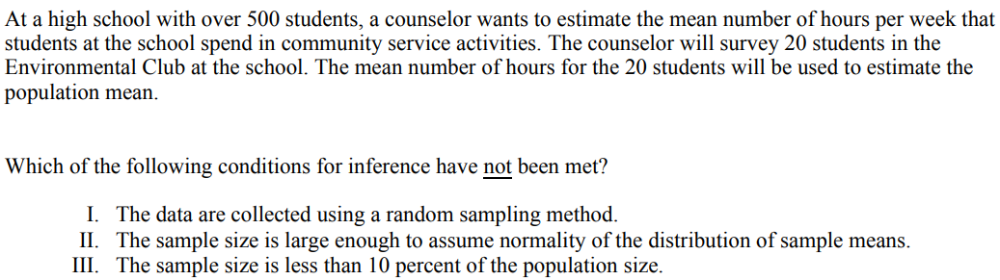 At a high school with over 500 students, a counselor wants to estimate the mean number of hours per week that
students at the school spend in community service activities. The counselor will survey 20 students in the
Environmental Club at the school. The mean number of hours for the 20 students will be used to estimate the
population mean.
Which of the following conditions for inference have not been met?
I. The data are collected using a random sampling method.
II. The sample size is large enough to assume normality of the distribution of sample means.
III. The sample size is less than 10 percent of the population size.